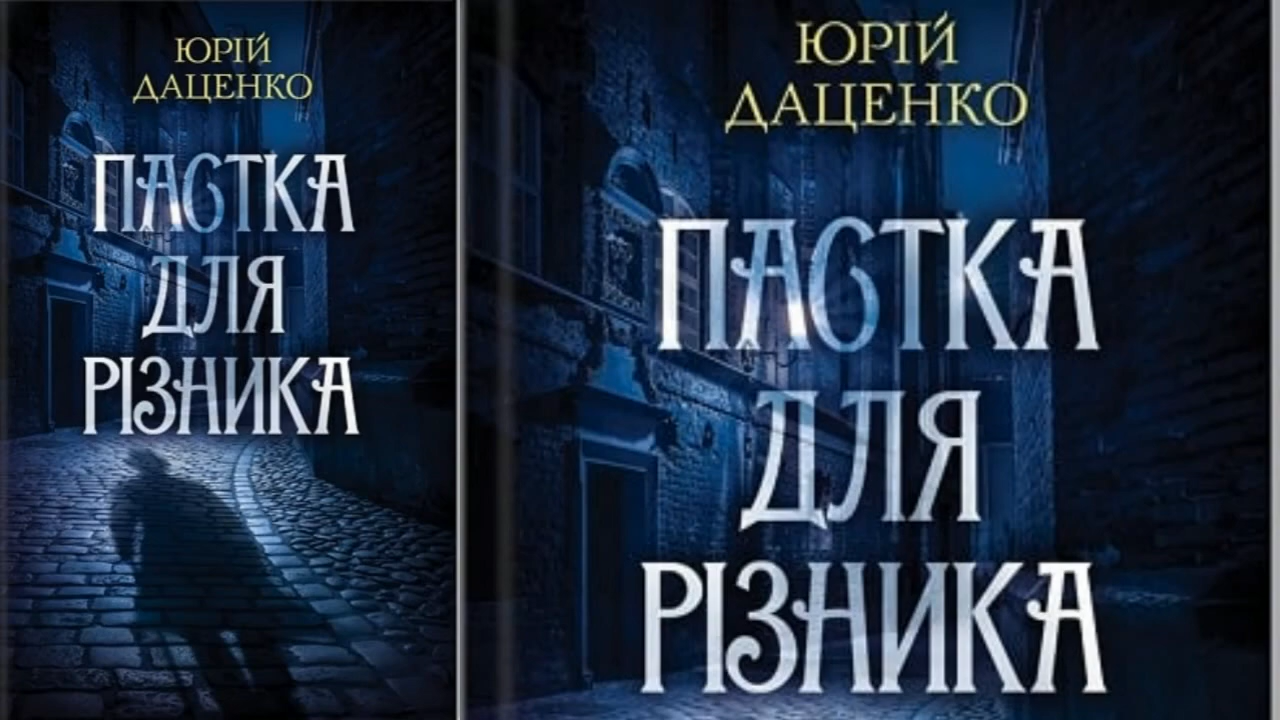 ЮРІЙ
ДАЦЕНКО
ПАСТКА
ДЛЯ
РІЗНИКА
ЮРІЙ
ДАЦЕНКО
ПАСТКА
ДЛЯ
РІЗНИКА